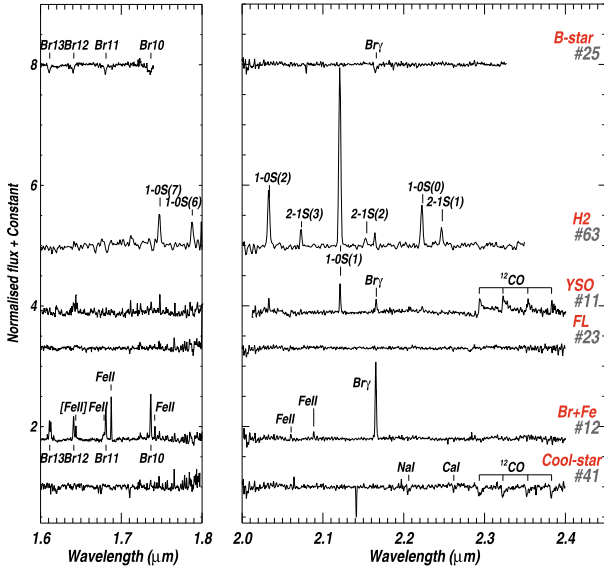 Br13 Br12 Br11 Br10
Brγ
B-star
#25
8
1-0S(7)
1-0S(6)
1-0S(2)
2-1S(3)
2-1S(2)
1-0S(0)
2-1S(1)
H2
#63
6
1-0S(1)
Brγ
¹²CO
YSO
#11
4
FL
#23
FeII
[FeII]
FeII
FeII
Brγ
FeII
FeII
Br+Fe
#12
2
Br13 Br12 Br11 Br10
NaI
CaI
¹²CO
Cool-star
#41
Normalised flux + Constant
1.6 1.7 1.8
2.0 2.1 2.2 2.3 2.4
Wavelength (μm)
Wavelength (μm)